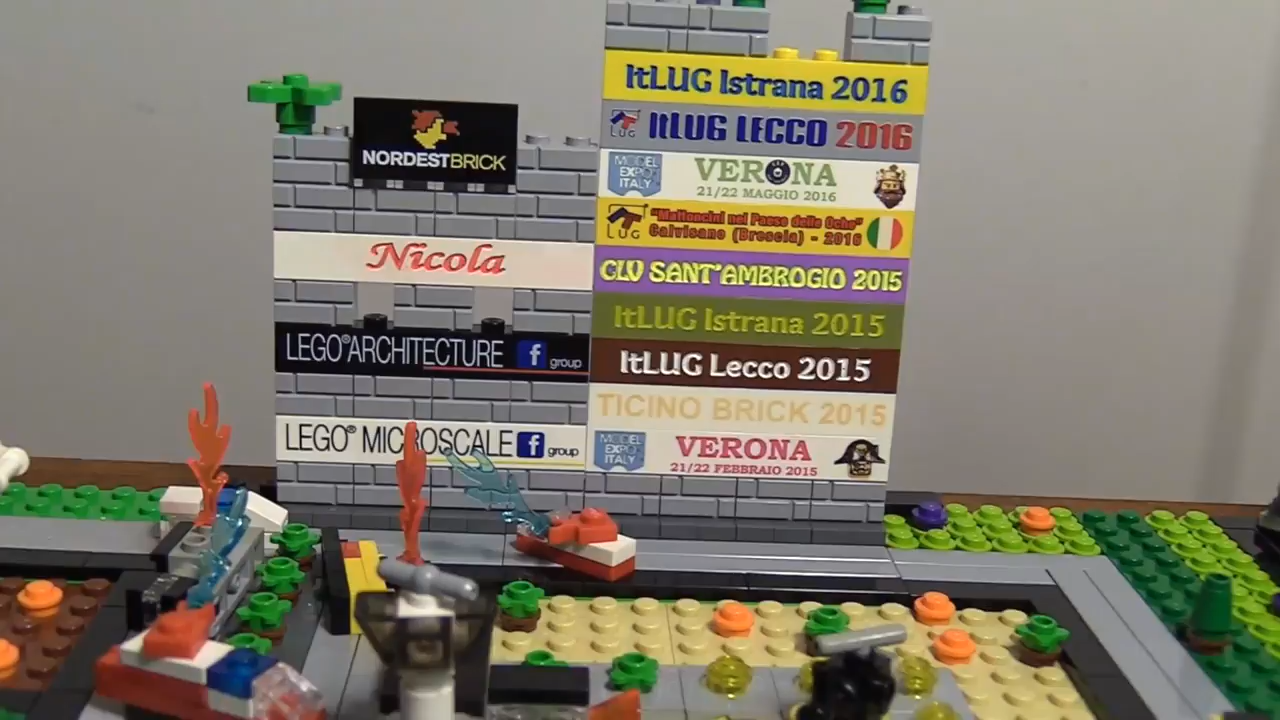 NORDESTBRICK
Nicola
LEGO®ARCHITECTURE f group
LEGO® MICROSCALE f group
ItLUG Istrana 2016
LUG ItLUG LECCO 2016
MODEL EXPO ITALY VERONA
21/22 MAGGIO 2016
LUG "Mattoncini nel Paese delle Oche"
Calvisano (Brescia) - 2016
CLV SANT'AMBROGIO 2015
ItLUG Istrana 2015
ItLUG Lecco 2015
TICINO BRICK 2015
MODEL EXPO ITALY VERONA
21/22 FEBBRAIO 2015